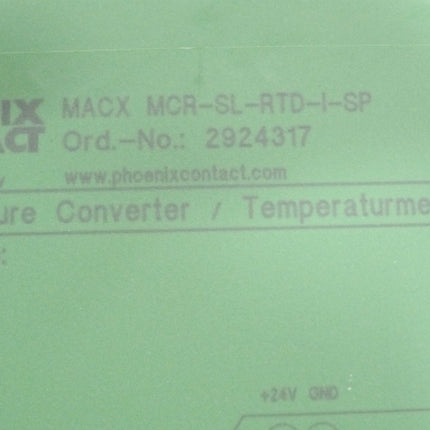 IX MACX MCR-SL-RTD-I-SP
ACT Ord.-No.: 2924317
y www.phoenixcontact.com
ure Converter / Temperaturme
:
+24V GND